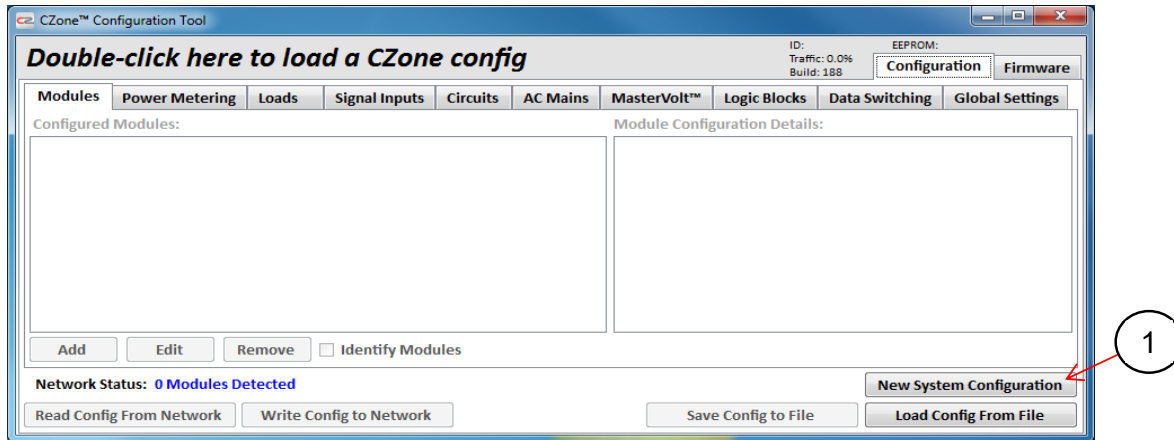 CZ CZone™ Configuration Tool
Double-click here to load a CZone config
ID:
Traffic: 0.0%
Build: 188
EEPROM:
Configuration Firmware
Modules Power Metering Loads Signal Inputs Circuits AC Mains MasterVolt™ Logic Blocks Data Switching Global Settings
Configured Modules: Module Configuration Details:
Add Edit Remove Identify Modules
1
Network Status: 0 Modules Detected New System Configuration
Read Config From Network Write Config to Network Save Config to File Load Config From File